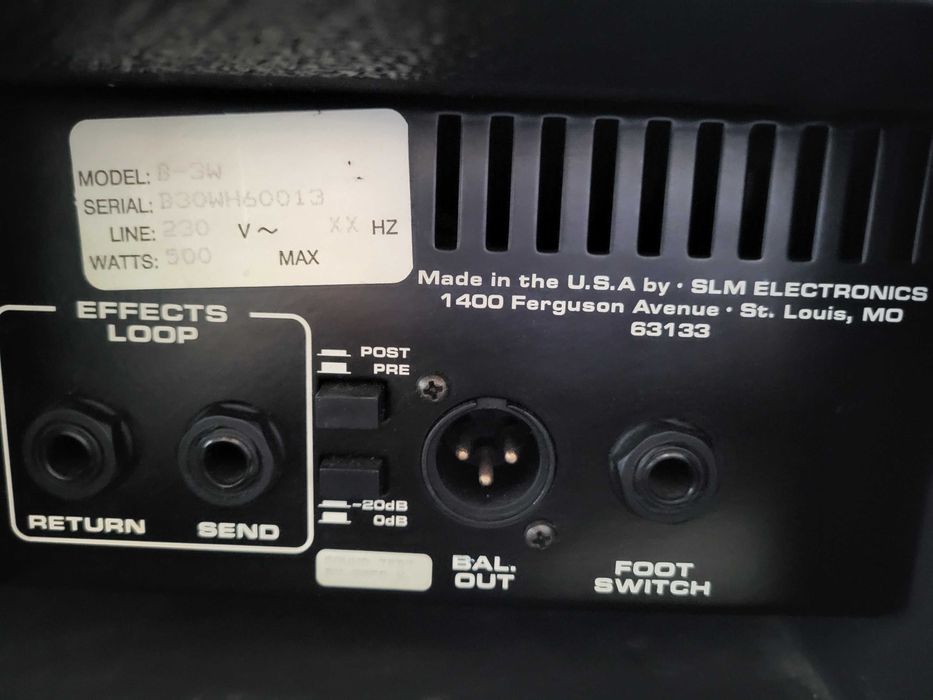 MODEL: B-3W
SERIAL: B30WH60013
LINE: 230 V~ XX HZ
WATTS: 500 MAX
Made in the U.S.A by · SLM ELECTRONICS
1400 Ferguson Avenue · St. Louis, MO
63133
EFFECTS
LOOP
POST
PRE
-20dB
0dB
RETURN
SEND
BAL.
OUT
FOOT
SWITCH